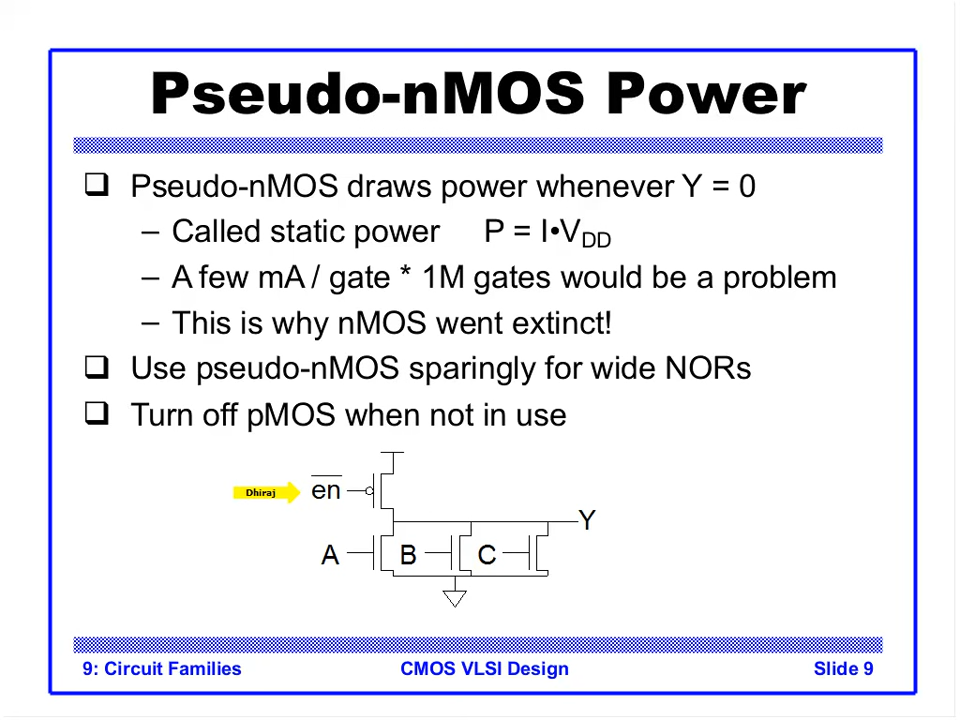 Pseudo-nMOS Power
❑ Pseudo-nMOS draws power whenever Y = 0
– Called static power P = I•VDD
– A few mA / gate * 1M gates would be a problem
– This is why nMOS went extinct!
❑ Use pseudo-nMOS sparingly for wide NORs
❑ Turn off pMOS when not in use
Dhiraj
en
Y
A
B
C
9: Circuit Families CMOS VLSI Design Slide 9